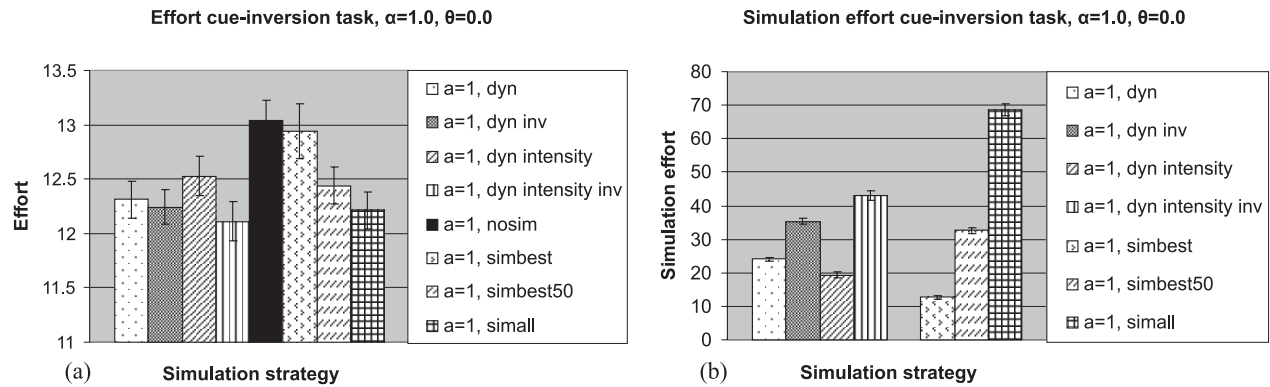 Effort cue-inversion task, α=1.0, θ=0.0
Effort
13.5
13
12.5
12
11.5
11
a=1, dyn
a=1, dyn inv
a=1, dyn intensity
a=1, dyn intensity inv
a=1, nosim
a=1, simbest
a=1, simbest50
a=1, simall
(a)
Simulation strategy
Simulation effort cue-inversion task, α=1.0, θ=0.0
Simulation effort
80
70
60
50
40
30
20
10
0
a=1, dyn
a=1, dyn inv
a=1, dyn intensity
a=1, dyn intensity inv
a=1, simbest
a=1, simbest50
a=1, simall
(b)
Simulation strategy